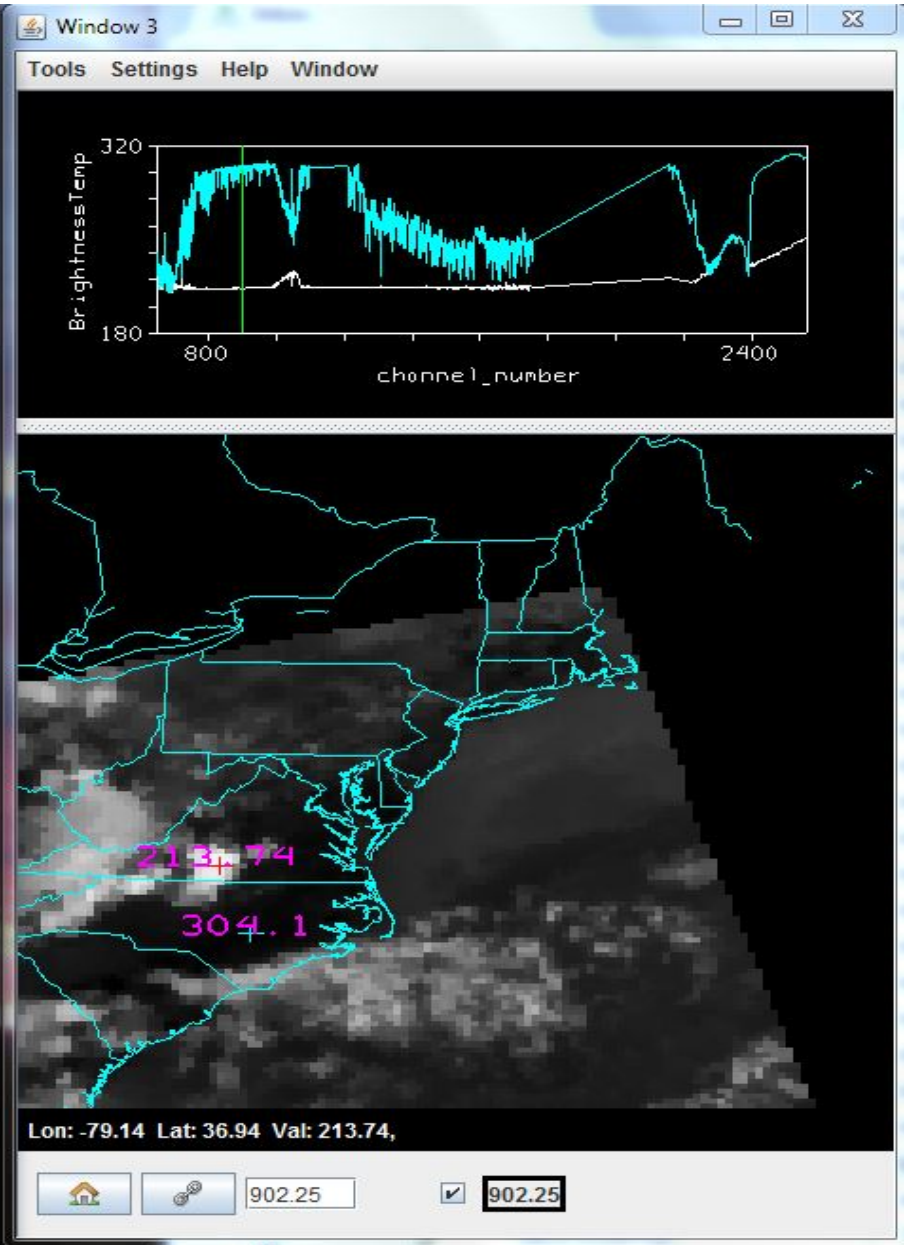 Window 3
Tools Settings Help Window
320
BrightnessTemp
180
800
2400
channel_number
213.74
304.1
Lon: -79.14 Lat: 36.94 Val: 213.74,
902.25
902.25